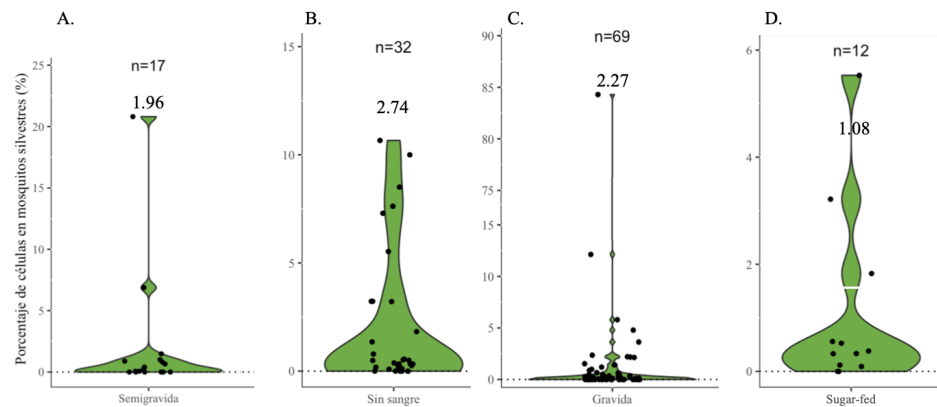 A.
B.
C.
D.
Porcentaje de células en mosquitos silvestres (%)
n=17
1.96
25
20
15
10
5
0
Semigravida
n=32
2.74
15
10
5
0
Sin sangre
n=69
2.27
90
85
80
75
15
10
5
0
Gravida
n=12
1.08
6
4
2
0
Sugar-fed